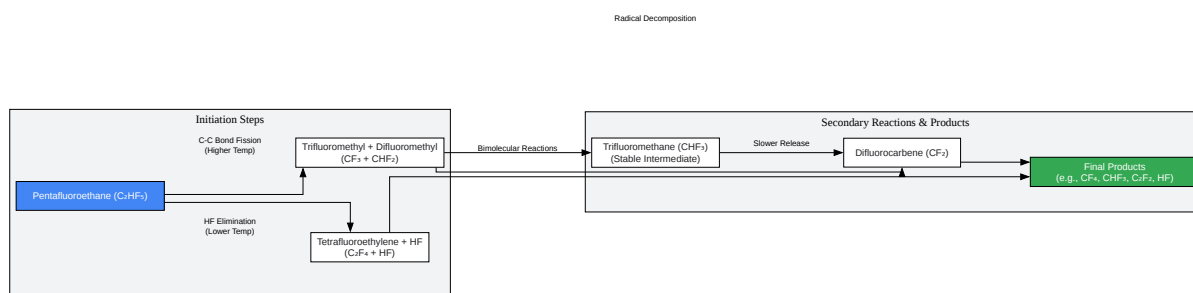 Radical Decomposition
Initiation Steps
C-C Bond Fission
(Higher Temp)
Trifluoromethyl + Difluoromethyl
(CF₃ + CHF₂)
Pentafluoroethane (C₂HF₅)
HF Elimination
(Lower Temp)
Tetrafluoroethylene + HF
(C₂F₄ + HF)
Bimolecular Reactions
Secondary Reactions & Products
Trifluoromethane (CHF₃)
(Stable Intermediate)
Slower Release
Difluorocarbene (CF₂)
Final Products
(e.g., CF₄, CHF₃, C₂F₂, HF)